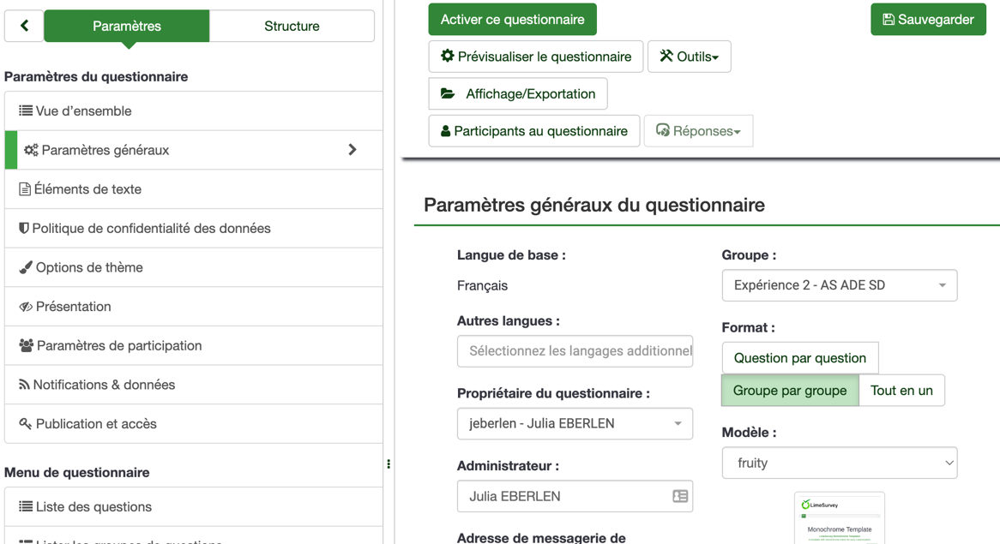 Paramètres
Structure
Paramètres du questionnaire
Vue d’ensemble
Paramètres généraux
Éléments de texte
Politique de confidentialité des données
Options de thème
Présentation
Paramètres de participation
Notifications & données
Publication et accès
Menu de questionnaire
Liste des questions
Lister les groupes de questions
Activer ce questionnaire
Sauvegarder
Prévisualiser le questionnaire
Outils
Affichage/Exportation
Participants au questionnaire
Réponses
Paramètres généraux du questionnaire
Langue de base :
Français
Autres langues :
Sélectionnez les langages additionnel
Propriétaire du questionnaire :
jeberlen - Julia EBERLEN
Administrateur :
Julia EBERLEN
Adresse de messagerie de
Groupe :
Expérience 2 - AS ADE SD
Format :
Question par question
Groupe par groupe
Tout en un
Modèle :
fruity
LimeSurvey
Monochrome Template